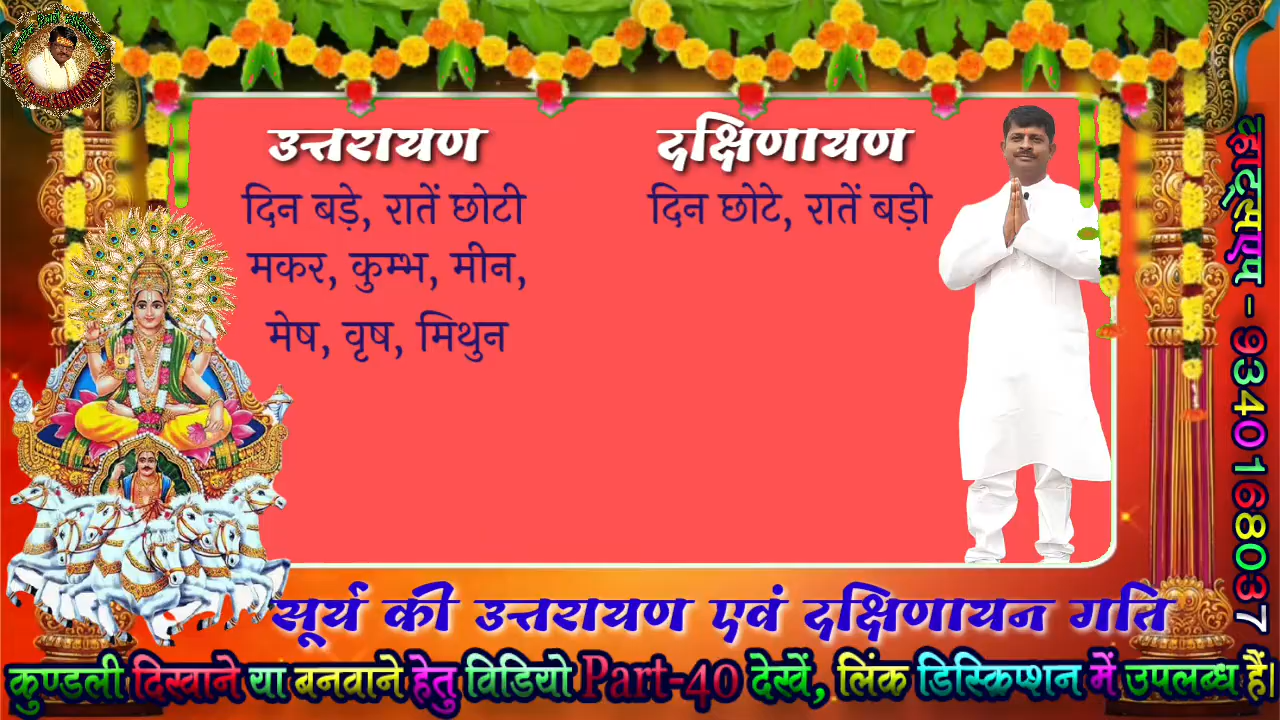 उत्तरायण
दक्षिणायण
दिन बड़े, रातें छोटी
दिन छोटे, रातें बड़ी
मकर, कुम्भ, मीन,
मेष, वृष, मिथुन
व्हाट्सएप – 9340168037
सूर्य की उत्तरायण एवं दक्षिणायन गति
कुण्डली दिखाने या बनवाने हेतु विडियो Part-40 देखें, लिंक डिस्क्रिप्शन में उपलब्ध है।